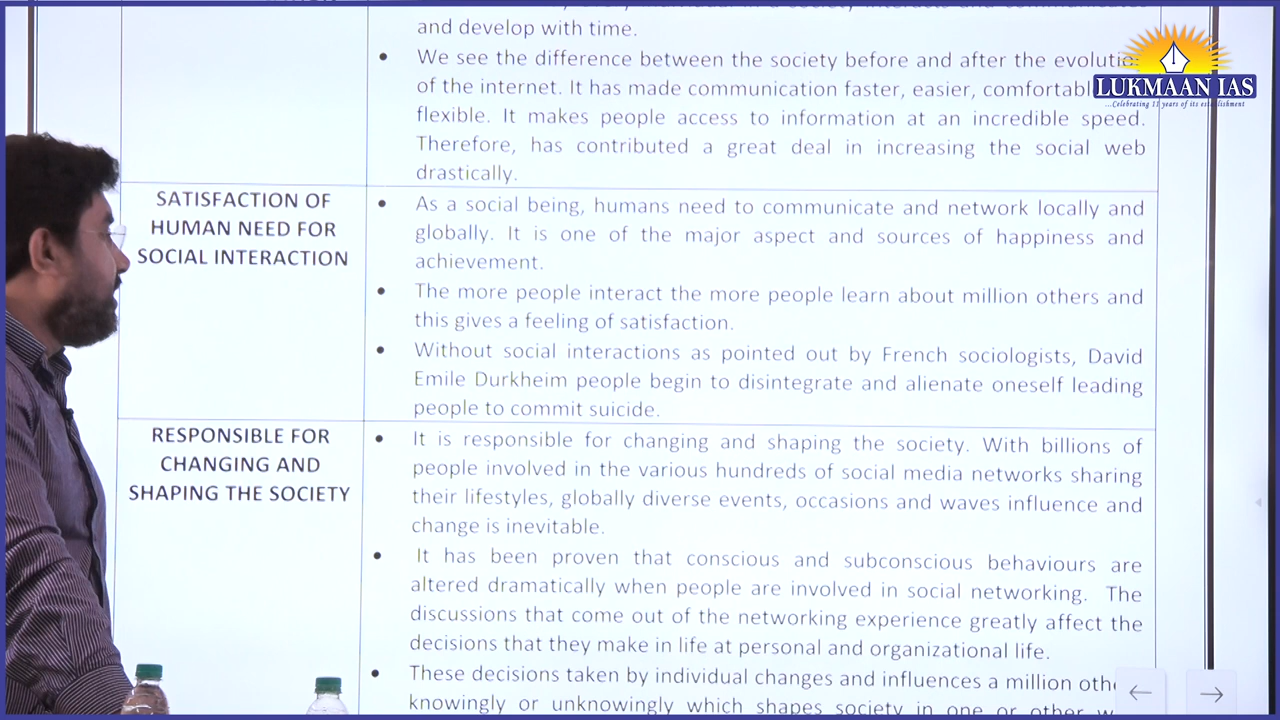 and develop with time.
We see the difference between the society before and after the
of the internet. It has made communication faster, easier,
flexible. It makes people access to information at an incredible speed.
Therefore, has contributed a great deal in increasing the social web
drastically.
LUKMAAN IAS
...Celebrating 11 years of its establishment
SATISFACTION OF
HUMAN NEED FOR
SOCIAL INTERACTION
• As a social being, humans need to communicate and network locally and
globally. It is one of the major aspect and sources of happiness and
achievement.
• The more people interact the more people learn about million others and
this gives a feeling of satisfaction.
• Without social interactions as pointed out by French sociologists, David
Emile Durkheim people begin to disintegrate and alienate oneself leading
people to commit suicide.
RESPONSIBLE FOR
CHANGING AND
SHAPING THE SOCIETY
• It is responsible for changing and shaping the society. With billions of
people involved in the various hundreds of social media networks sharing
their lifestyles, globally diverse events, occasions and waves influence and
change is inevitable.
• It has been proven that conscious and subconscious behaviours are
altered dramatically when people are involved in social networking. The
discussions that come out of the networking experience greatly affect the
decisions that they make in life at personal and organizational life.
• These decisions taken by individual changes and influences a million
knowingly or unknowingly which shapes society in one or other